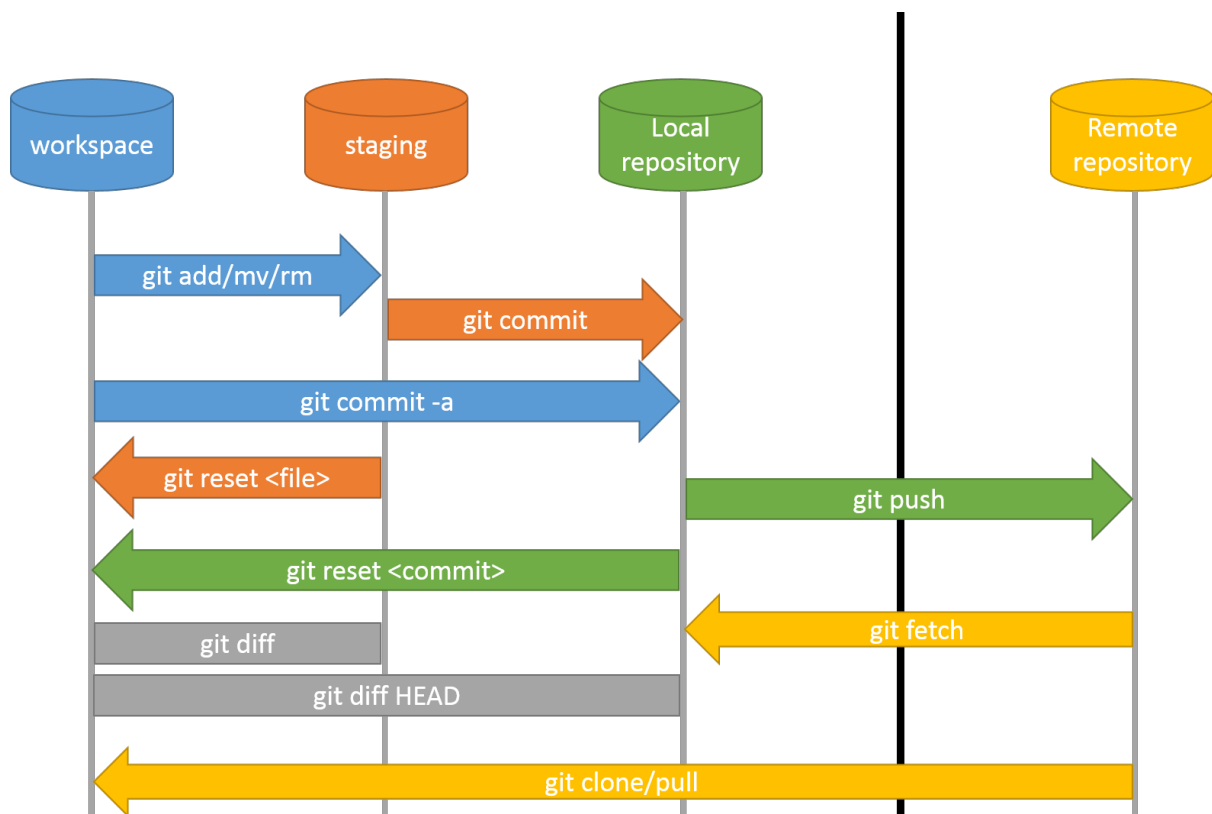 workspace
staging
Local
repository
Remote
repository
git add/mv/rm
git commit
git commit -a
git reset <file>
git push
git reset <commit>
git fetch
git diff
git diff HEAD
git clone/pull